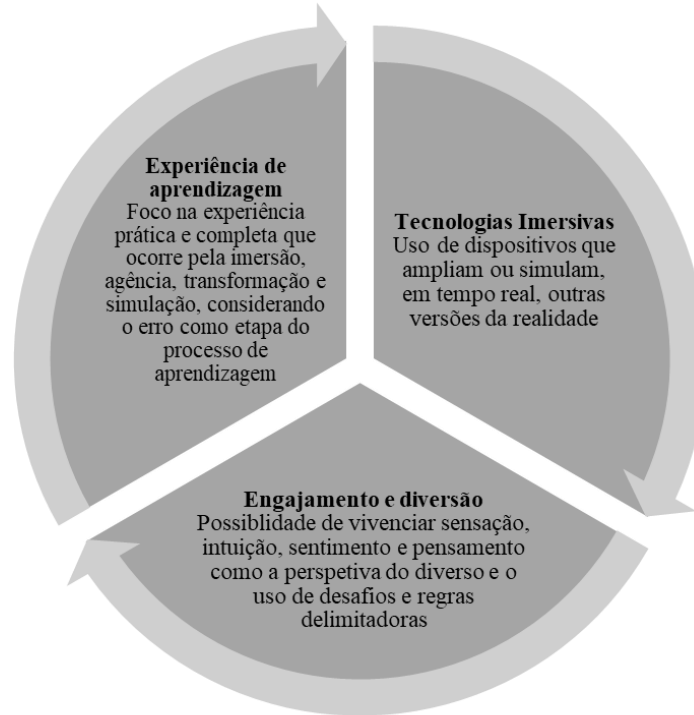 Experiência de
aprendizagem
Foco na experiência
prática e completa que
ocorre pela imersão,
agência, transformação e
simulação, considerando
o erro como etapa do
processo de
aprendizagem
Tecnologias Imersivas
Uso de dispositivos que
ampliam ou simulam,
em tempo real, outras
versões da realidade
Engajamento e diversão
Possiblidade de vivenciar sensação,
intuição, sentimento e pensamento
como a perspetiva do diverso e o
uso de desafios e regras
delimitadoras